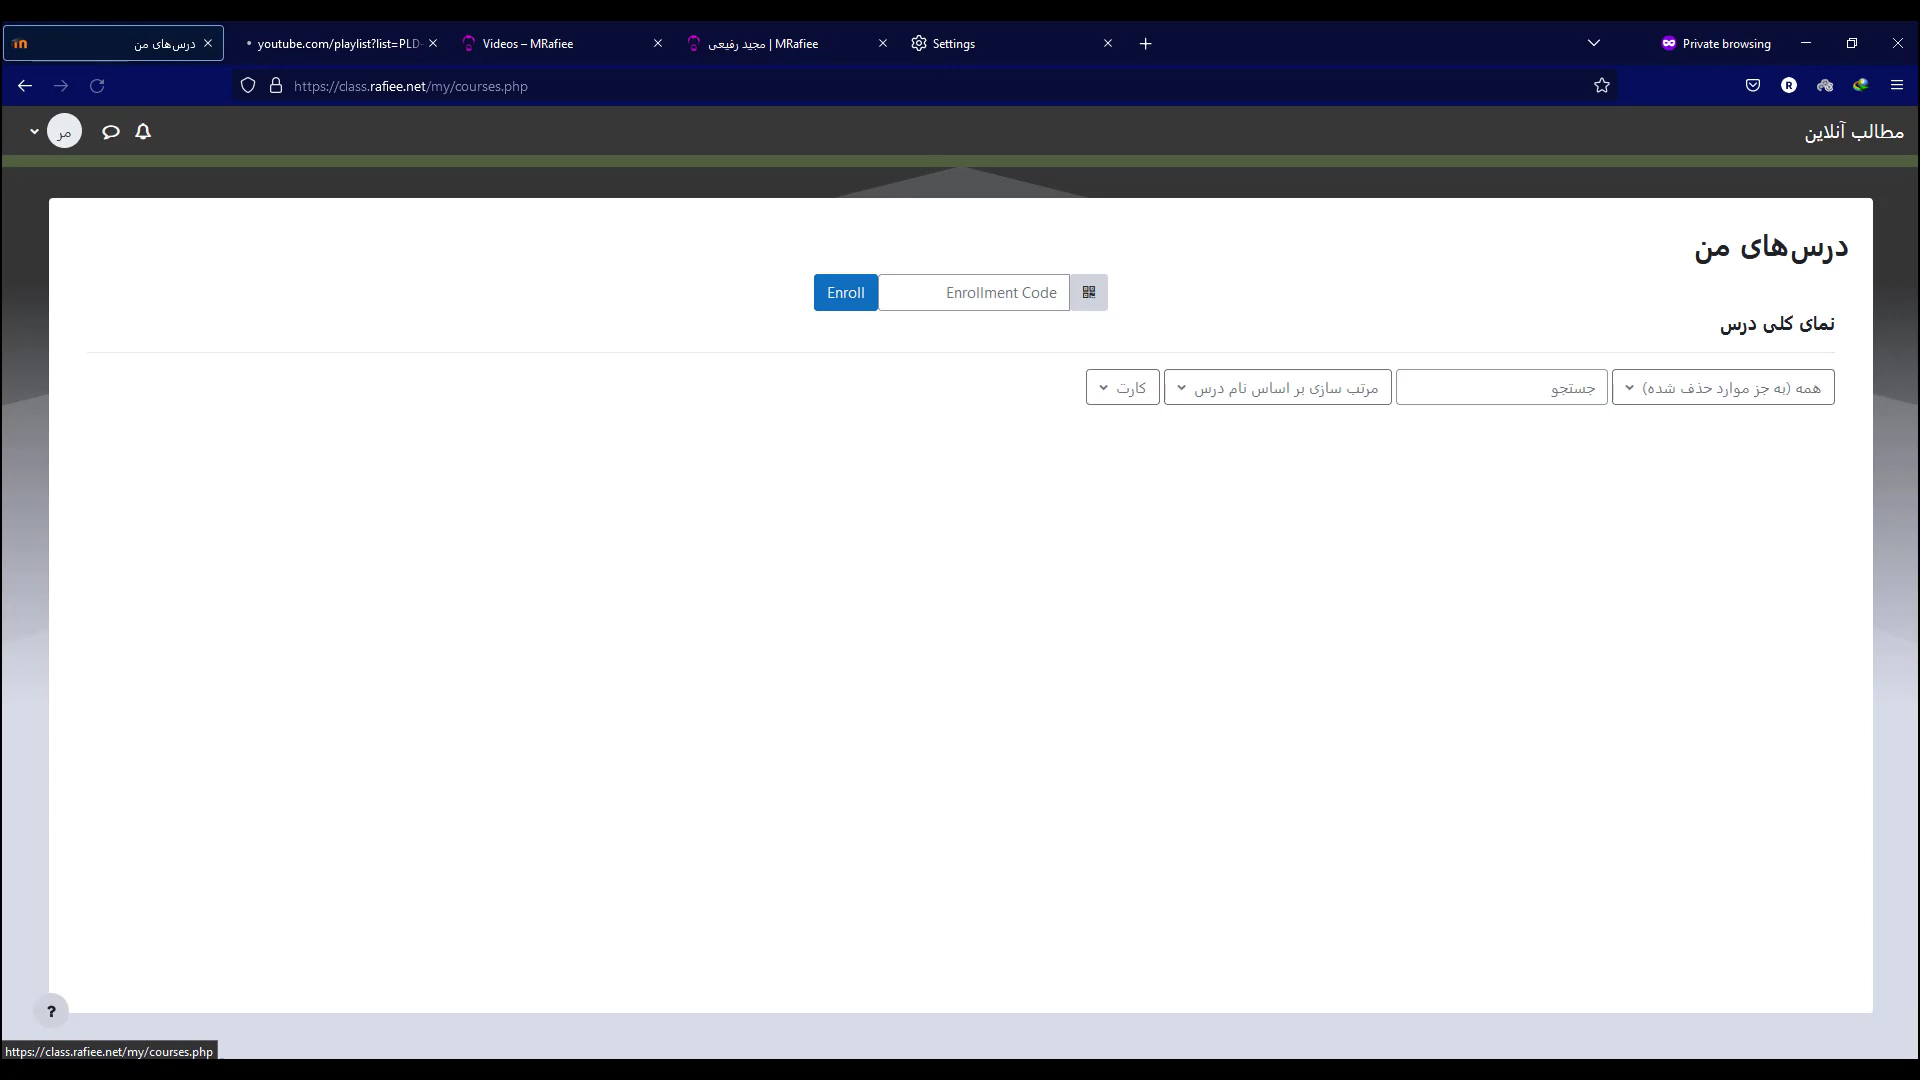 درس‌های من
youtube.com/playlist?list=PLD-
Videos – MRafiee
مجید رفیعی | MRafiee
Settings
Private browsing
https://class.rafiee.net/my/courses.php
مطالب آنلاین
مر
درس‌های من
Enrollment Code
Enroll
نمای کلی درس
همه (به جز موارد حذف شده)
جستجو
مرتب سازی بر اساس نام درس
کارت
?
https://class.rafiee.net/my/courses.php